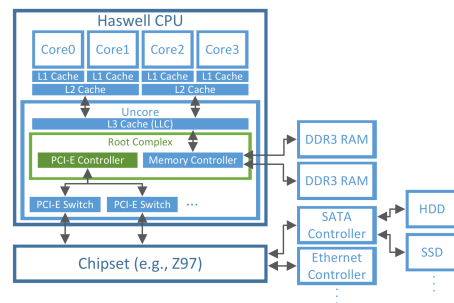 Haswell CPU
Core0 Core1 Core2 Core3
L1 Cache L1 Cache L1 Cache L1 Cache
L2 Cache L2 Cache
Uncore
L3 Cache (LLC)
Root Complex
PCI-E Controller Memory Controller
PCI-E Switch PCI-E Switch ...
DDR3 RAM
DDR3 RAM
SATA
Controller
HDD
SSD
Ethernet
Controller
Chipset (e.g., Z97)